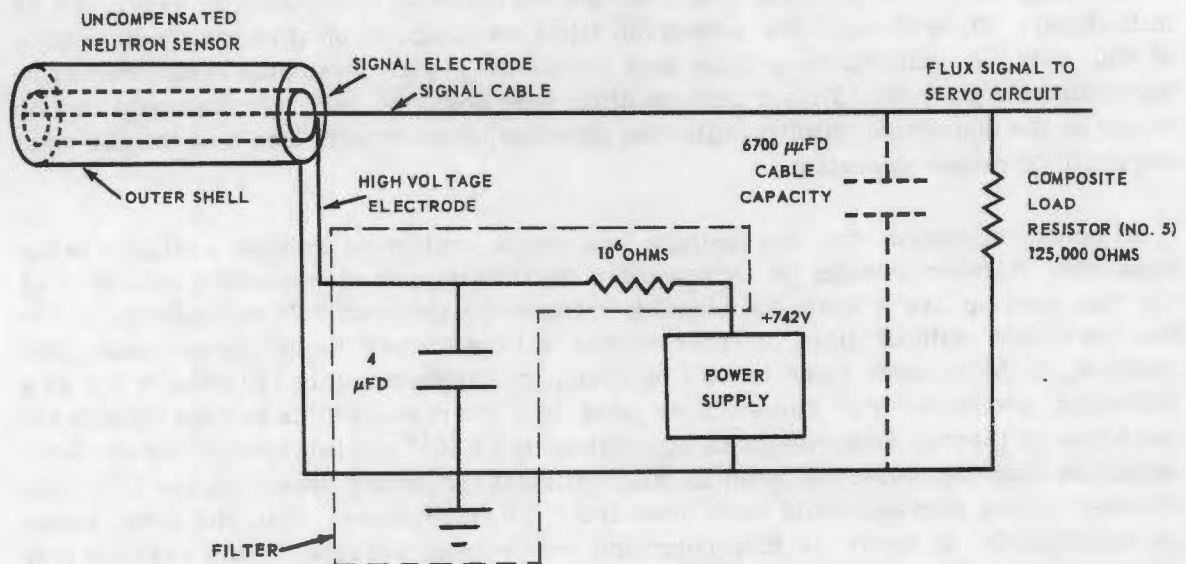 UNCOMPENSATED
NEUTRON SENSOR
SIGNAL ELECTRODE
SIGNAL CABLE
FLUX SIGNAL TO
SERVO CIRCUIT
OUTER SHELL
HIGH VOLTAGE
ELECTRODE
6700 μμFD
CABLE
CAPACITY
COMPOSITE
LOAD
RESISTOR (NO. 5)
125,000 OHMS
10⁶ OHMS
+742V
4
μFD
POWER
SUPPLY
FILTER